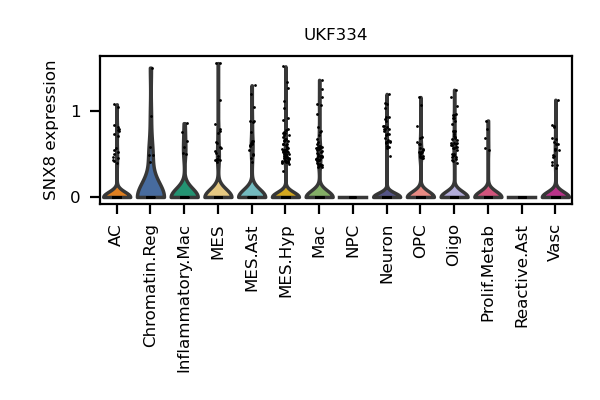 UKF334
SNX8 expression
1
0
AC
Chromatin.Reg
Inflammatory.Mac
MES
MES.Ast
MES.Hyp
Mac
NPC
Neuron
OPC
Oligo
Prolif.Metab
Reactive.Ast
Vasc